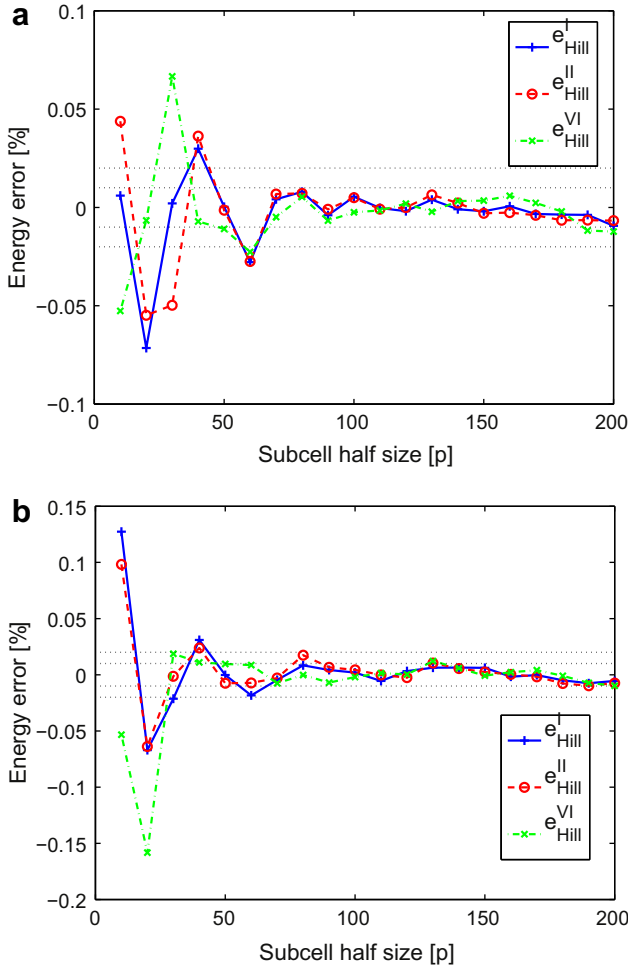 a
0.1
0.05
0
−0.05
−0.1
Energy error [%]
0 50 100 150 200
Subcell half size [p]
e^I_Hill
e^II_Hill
e^VI_Hill
b
0.15
0.1
0.05
0
−0.05
−0.1
−0.15
−0.2
Energy error [%]
0 50 100 150 200
Subcell half size [p]
e^I_Hill
e^II_Hill
e^VI_Hill